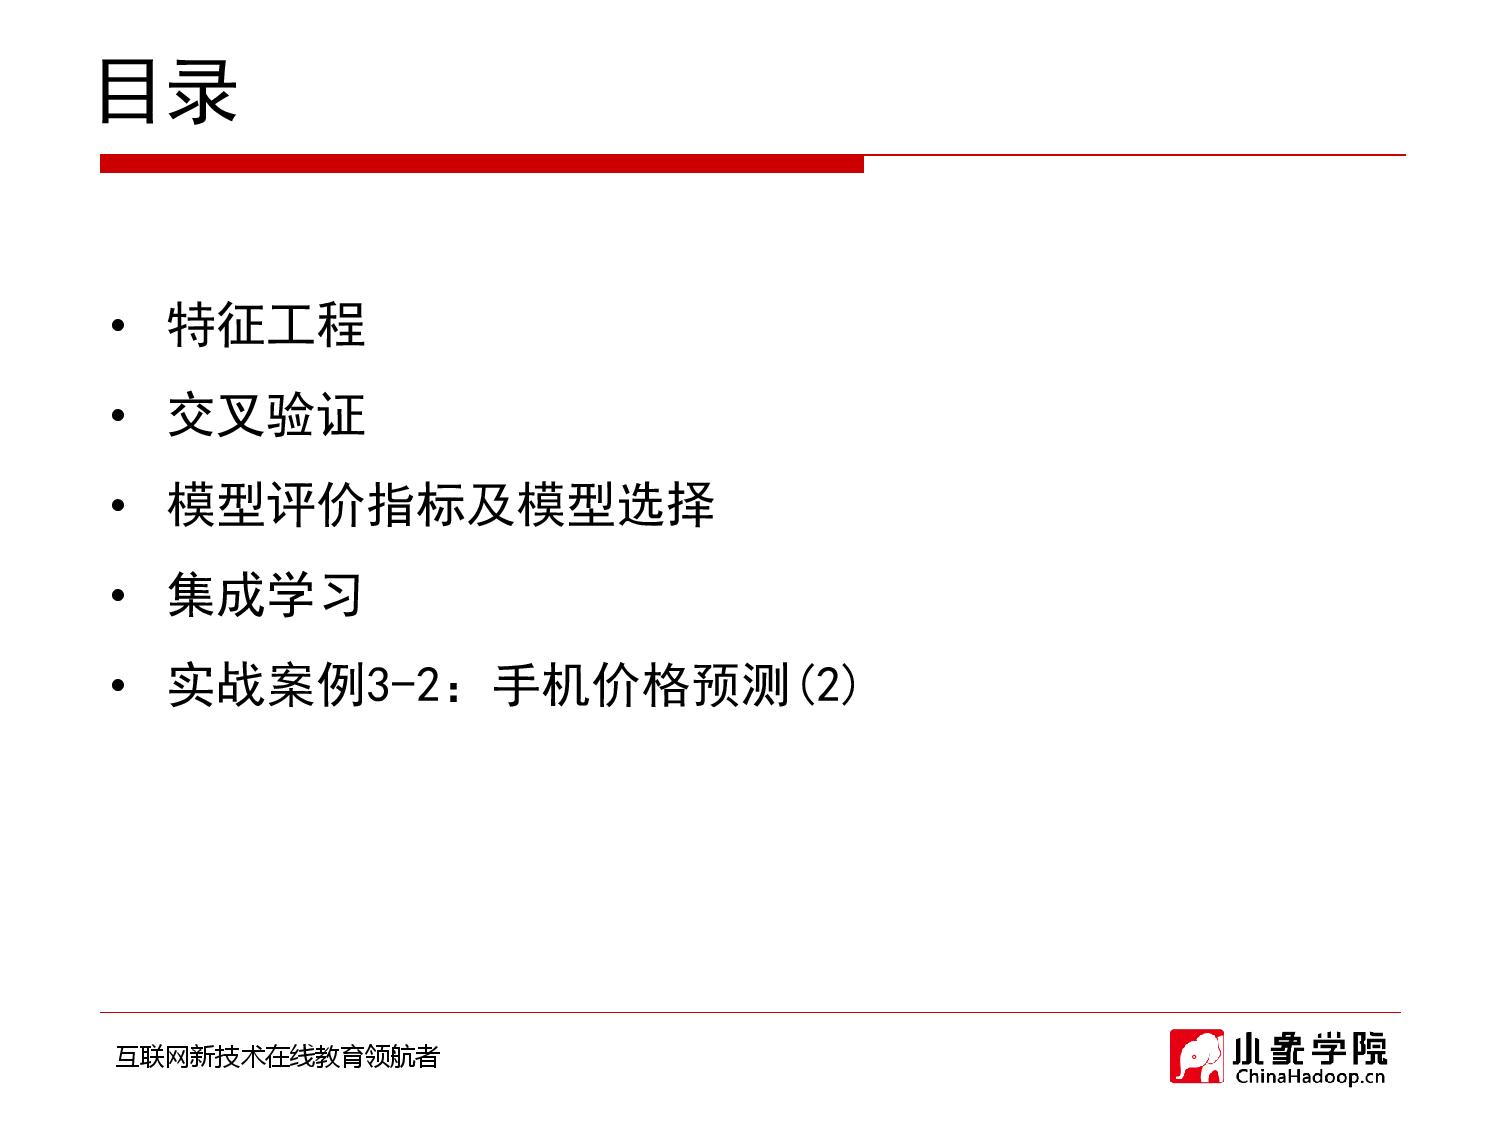 目录
• 特征工程
• 交叉验证
• 模型评价指标及模型选择
• 集成学习
• 实战案例3-2：手机价格预测(2)
互联网新技术在线教育领航者
小象学院
ChinaHadoop.cn